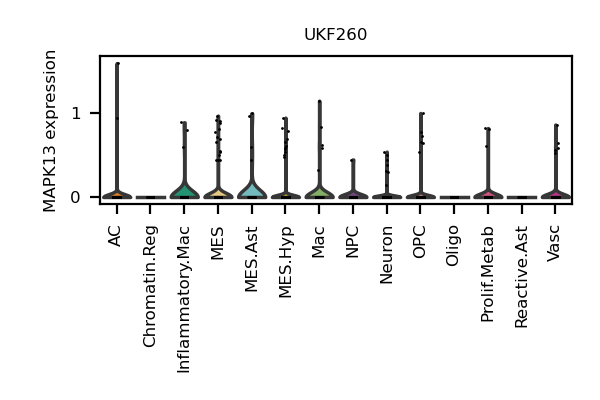 UKF260
MAPK13 expression
1
0
AC
Chromatin.Reg
Inflammatory.Mac
MES
MES.Ast
MES.Hyp
Mac
NPC
Neuron
OPC
Oligo
Prolif.Metab
Reactive.Ast
Vasc